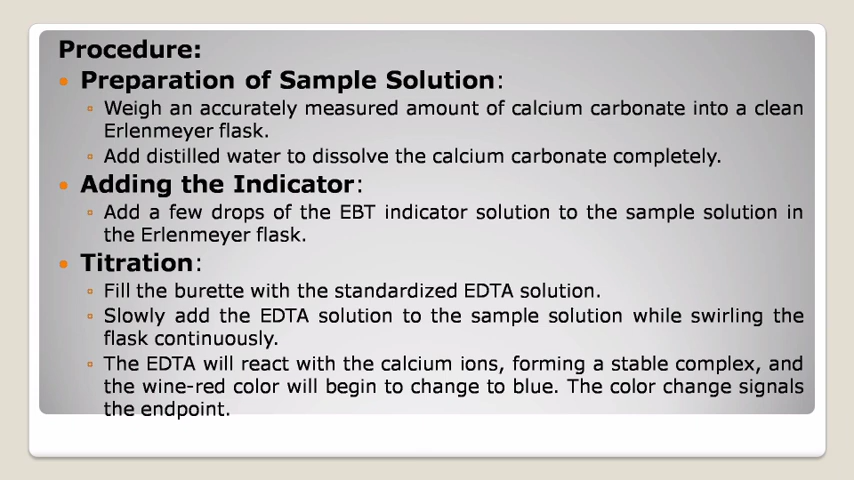 Procedure:
Preparation of Sample Solution:
Weigh an accurately measured amount of calcium carbonate into a clean
Erlenmeyer flask.
Add distilled water to dissolve the calcium carbonate completely.
Adding the Indicator:
Add a few drops of the EBT indicator solution to the sample solution in
the Erlenmeyer flask.
Titration:
Fill the burette with the standardized EDTA solution.
Slowly add the EDTA solution to the sample solution while swirling the
flask continuously.
The EDTA will react with the calcium ions, forming a stable complex, and
the wine-red color will begin to change to blue. The color change signals
the endpoint.